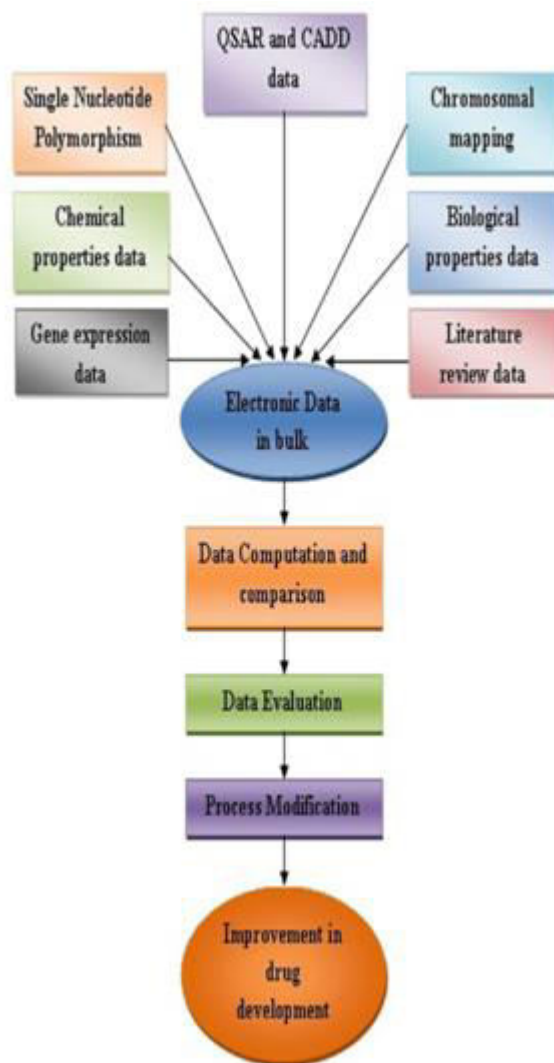 QSAR and CADD
data
Single Nucleotide
Polymorphism
Chromosomal
mapping
Chemical
properties data
Biological
properties data
Gene expression
data
Literature
review data
Electronic Data
in bulk
Data Computation and
comparison
Data Evaluation
Process Modification
Improvement in
drug
development